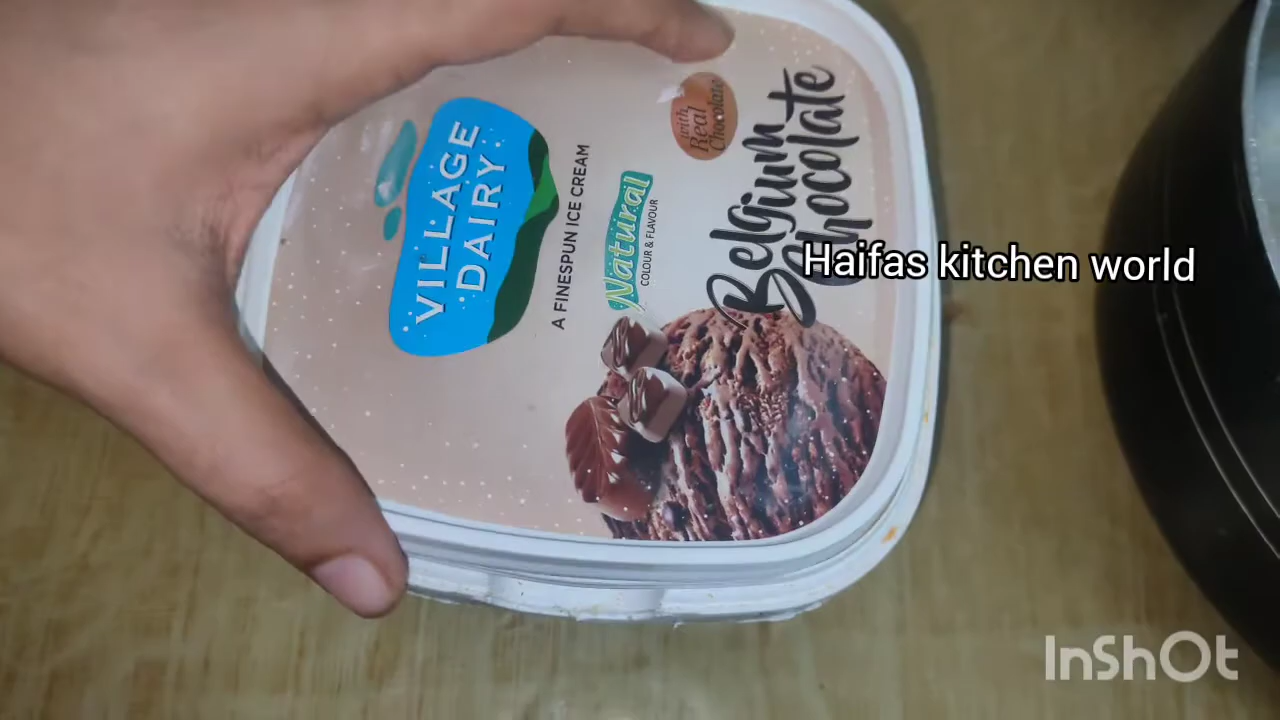 VILLAGE
DAIRY
A FINESPUN ICE CREAM
Natural
COLOUR & FLAVOUR
with
Real
Chocolate
Belgium
Chocolate
Haifas kitchen world
InShOt